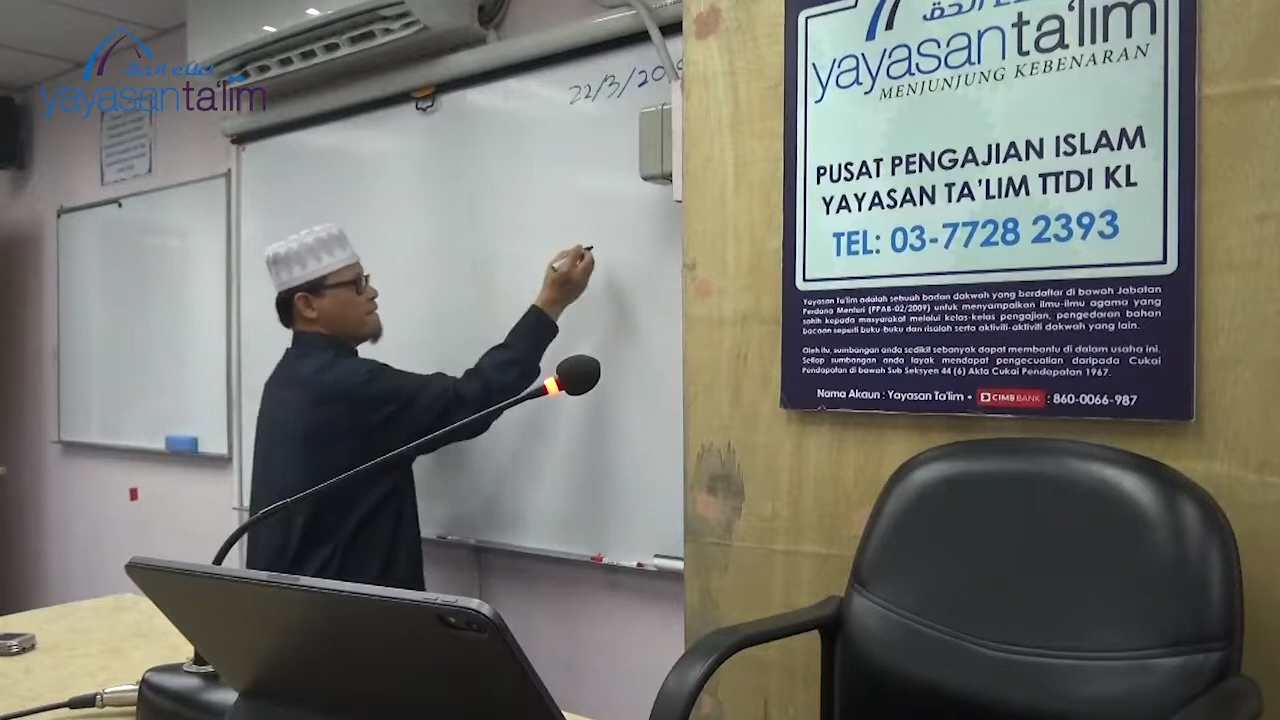 اعلاء الحق
yayasanta'lim
22/3/2019
yayasanta'lim
MENJUNJUNG KEBENARAN
PUSAT PENGAJIAN ISLAM
YAYASAN TA'LIM TTDI KL
TEL: 03-7728 2393
Yayasan Ta'lim adalah sebuah badan dakwah yang berdaftar di bawah Jabatan
Perdana Menteri (PPAB-02/2009) untuk menyampaikan ilmu-ilmu agama yang
sahih kepada masyarakat melalui kelas-kelas pengajian, pengedaran bahan
bacaan seperti buku-buku dan risalah serta aktiviti-aktiviti dakwah yang lain.
Oleh itu, sumbangan anda sedikit sebanyak dapat membantu di dalam usaha ini.
Setiap sumbangan anda layak mendapat pengecualian daripada Cukai
Pendapatan di bawah Sub Seksyen 44 (6) Akta Cukai Pendapatan 1967.
Nama Akaun : Yayasan Ta'lim • CIMB BANK : 860-0066-987